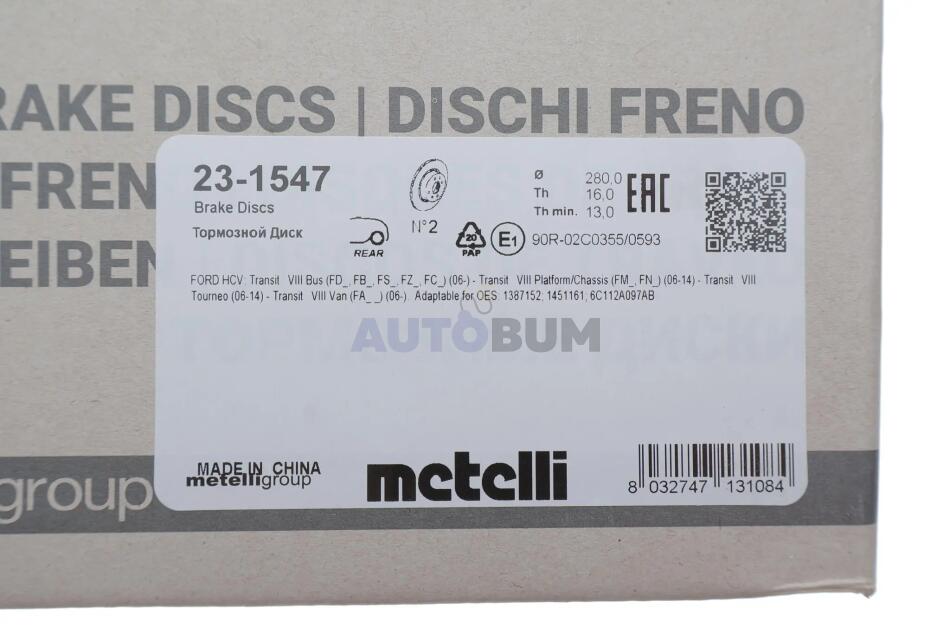 RAKE DISCS | DISCHI FRENO
FREN
EIBEN
23-1547
Brake Discs
Тормозной Диск
N°2
REAR
20
PAP
E1
Ø 280,0
Th 16,0
Th min. 13,0
EAC
90R-02C0355/0593
FORD HCV: Transit VIII Bus (FD_, FB_, FS_, FZ_, FC_) (06-) - Transit VIII Platform/Chassis (FM_, FN_) (06-14) - Transit VIII
Tourneo (06-14) - Transit VIII Van (FA_ _) (06-). Adaptable for OES: 1387152; 1451161; 6C112A097AB
AUTOBUM
MADE IN CHINA
metelligroup
metelli
8 032747 131084
group